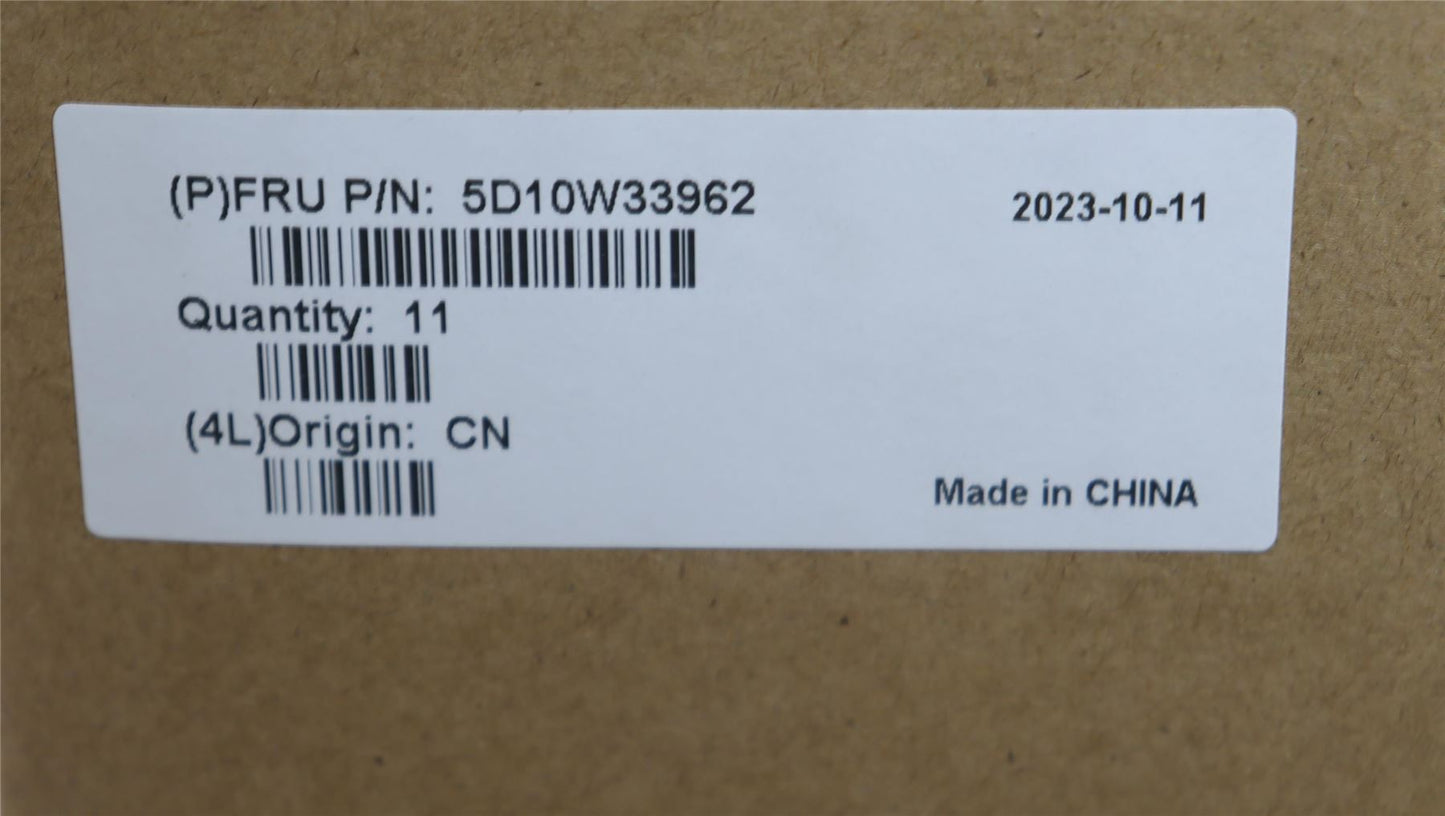 (P)FRU P/N: 5D10W33962
2023-10-11
Quantity: 11
(4L)Origin: CN
Made in CHINA